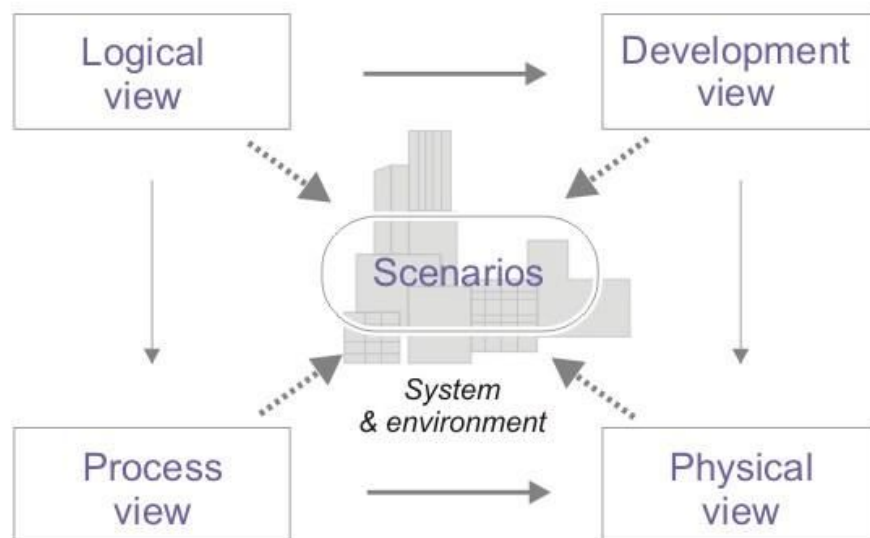 Logical
view
Development
view
Scenarios
System
& environment
Process
view
Physical
view